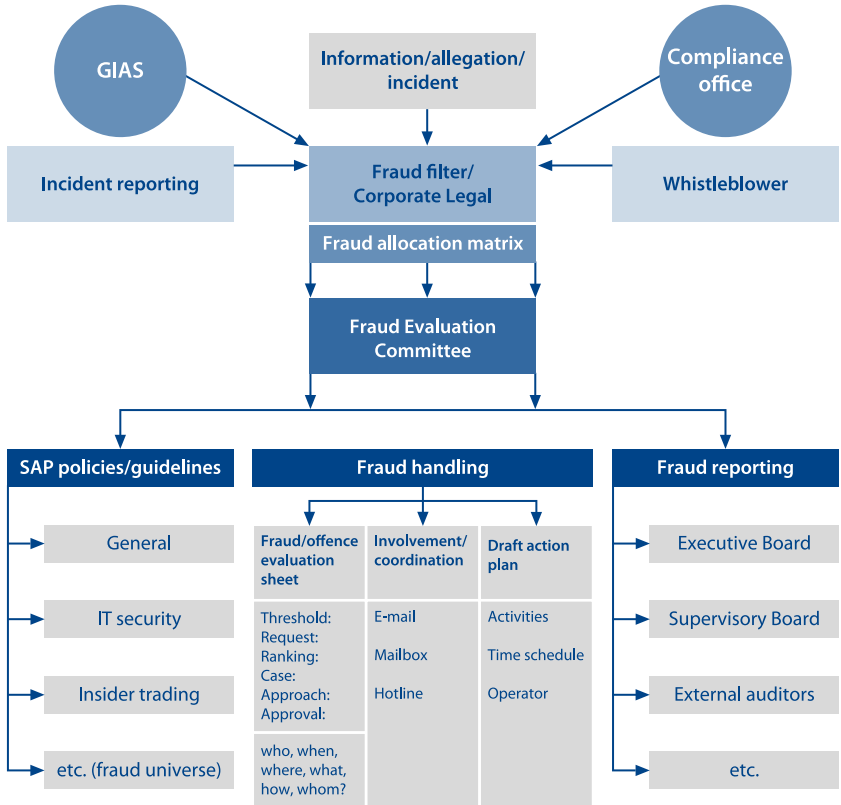 GIAS
Information/allegation/
incident
Compliance
office
Incident reporting
Fraud filter/
Corporate Legal
Whistleblower
Fraud allocation matrix
Fraud Evaluation
Committee
SAP policies/guidelines
General
IT security
Insider trading
etc. (fraud universe)
Fraud handling
Fraud/offence
evaluation
sheet
Threshold:
Request:
Ranking:
Case:
Approach:
Approval:
who, when,
where, what,
how, whom?
Involvement/
coordination
E-mail
Mailbox
Hotline
Draft action
plan
Activities
Time schedule
Operator
Fraud reporting
Executive Board
Supervisory Board
External auditors
etc.